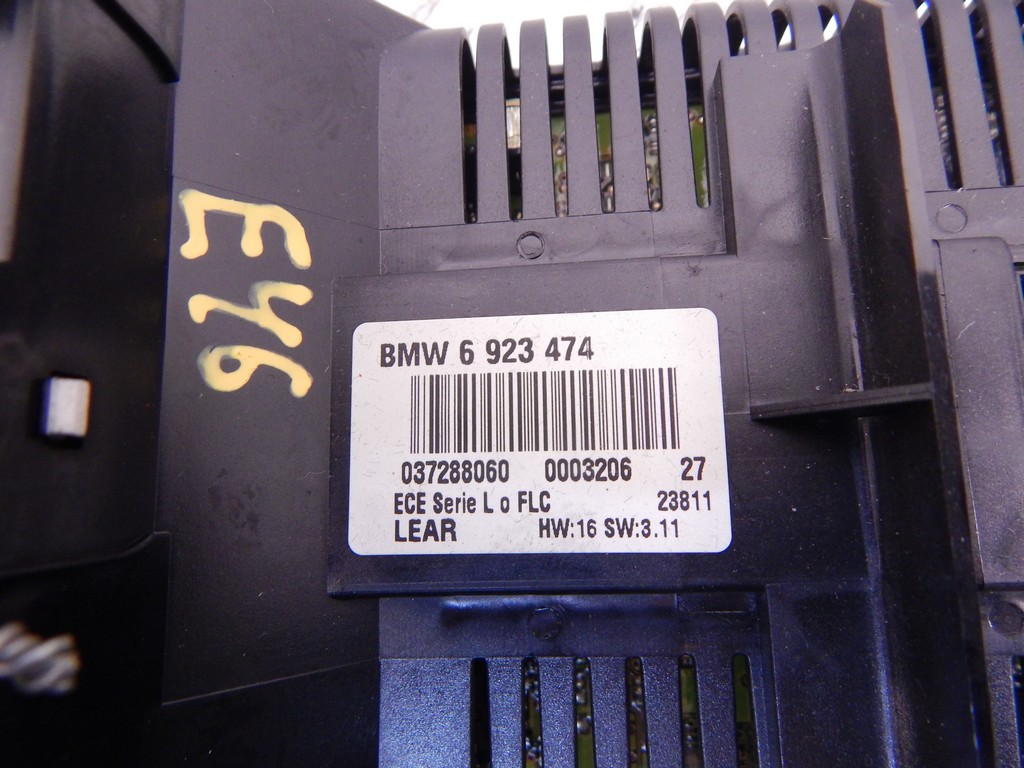 E46
BMW 6 923 474
037288060 0003206 27
ECE Serie L o FLC 23811
LEAR HW:16 SW:3.11